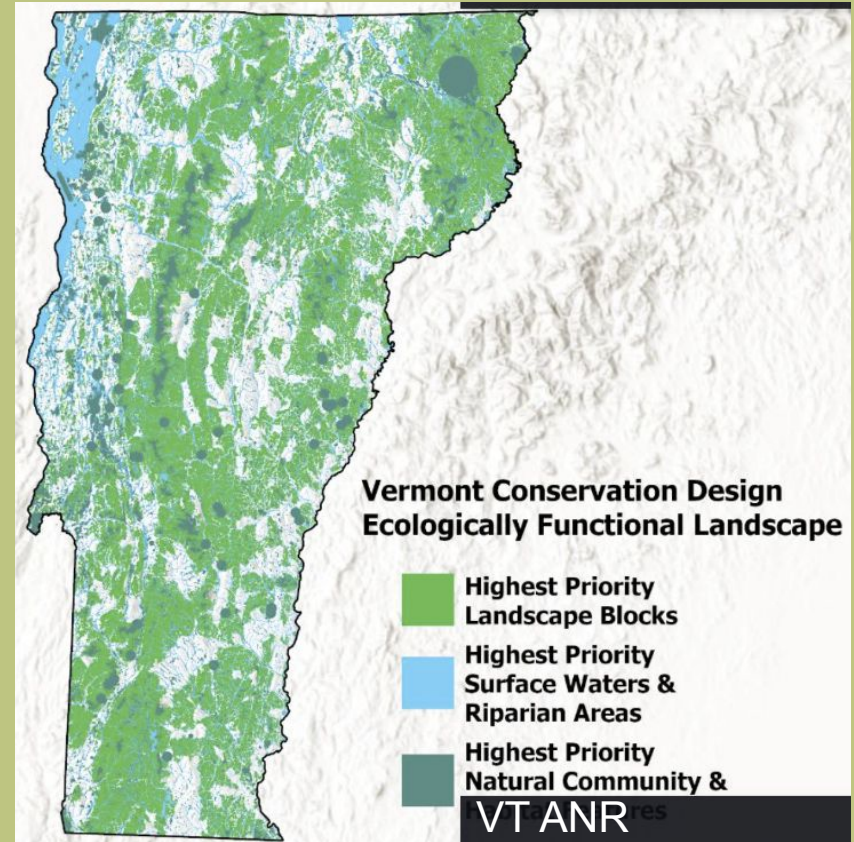 Vermont Conservation Design
Ecologically Functional Landscape
Highest Priority
Landscape Blocks
Highest Priority
Surface Waters &
Riparian Areas
Highest Priority
Natural Community &
VT ANR